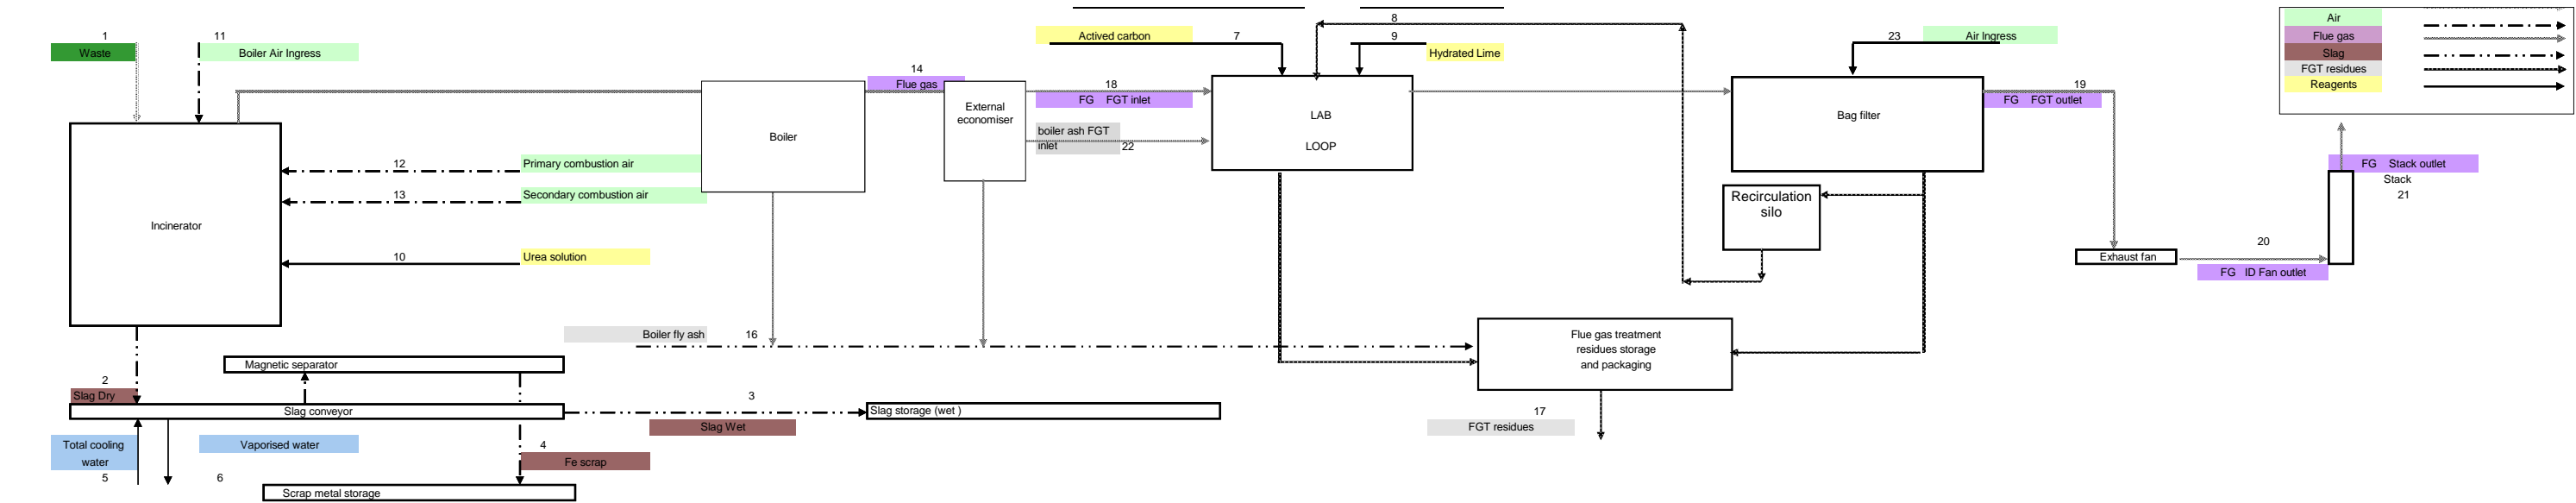 8
1
11
Actived carbon
7
9
23
Air Ingress
Air
Waste
Boiler Air Ingress
Hydrated Lime
Flue gas
Slag
FGT residues
Reagents
14
Flue gas
18
FG FGT inlet
19
FG FGT outlet
External
economiser
LAB
LOOP
Bag filter
Boiler
boiler ash FGT
inlet
22
12
Primary combustion air
13
Secondary combustion air
FG Stack outlet
Stack
21
Recirculation
silo
Incinerator
10
Urea solution
20
Exhaust fan
FG ID Fan outlet
Boiler fly ash
16
Flue gas treatment
residues storage
and packaging
Magnetic separator
2
Slag Dry
3
Slag conveyor
Slag storage (wet )
17
Slag Wet
FGT residues
Total cooling
water
Vaporised water
4
Fe scrap
5
6
Scrap metal storage